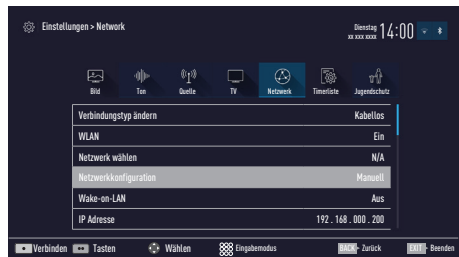 Einstellungen > Network
Dienstag
xx xxx xxxx
14:00
Bild Ton Quelle TV Netzwerk Timerliste Jugendschutz
Verbindungstyp ändern Kabellos
WLAN Ein
Netzwerk wählen N/A
Netzwerkkonfiguration Manuell
Wake-on-LAN Aus
IP Adresse 192 . 168 . 000 . 200
Verbinden Tasten Wählen Eingabemodus BACK - Zurück EXIT - Beenden